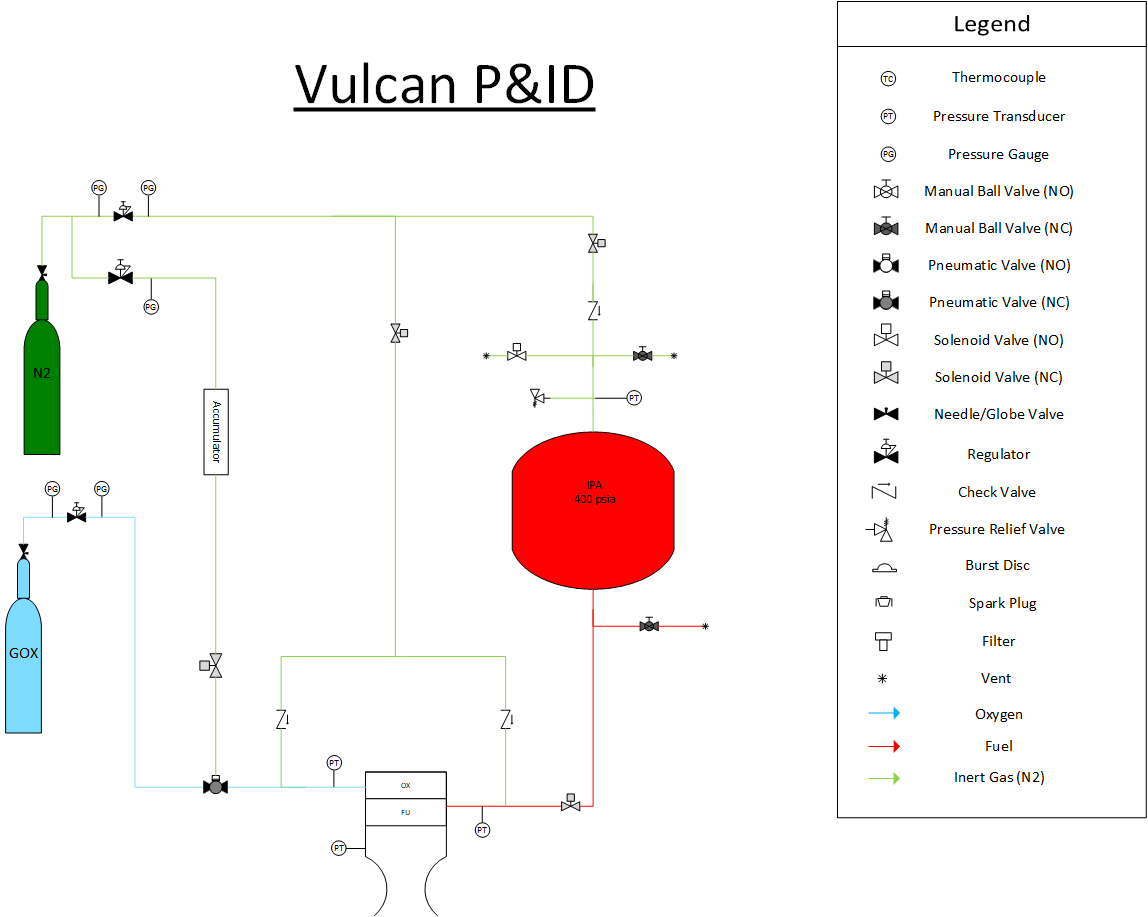 Vulcan P&ID
PG
PG
PG
N2
Accumulator
PG
PG
GOX
PT
IPA
400 psia
PT
OX
FU
PT
PT
Legend
TC Thermocouple
PT Pressure Transducer
PG Pressure Gauge
Manual Ball Valve (NO)
Manual Ball Valve (NC)
Pneumatic Valve (NO)
Pneumatic Valve (NC)
Solenoid Valve (NO)
Solenoid Valve (NC)
Needle/Globe Valve
Regulator
Check Valve
Pressure Relief Valve
Burst Disc
Spark Plug
Filter
Vent
Oxygen
Fuel
Inert Gas (N2)